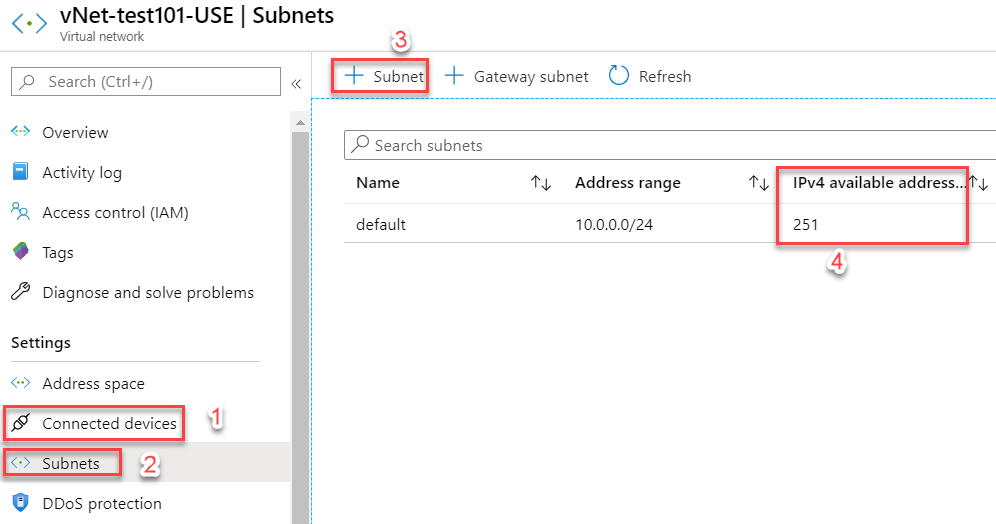 vNet-test101-USE | Subnets
Virtual network
3
Search (Ctrl+/)
«
Subnet
Gateway subnet
Refresh
Overview
Activity log
Access control (IAM)
Tags
Diagnose and solve problems
Settings
Address space
Connected devices
1
Subnets
2
DDoS protection
Search subnets
Name Address range IPv4 available address...
default 10.0.0.0/24 251
4